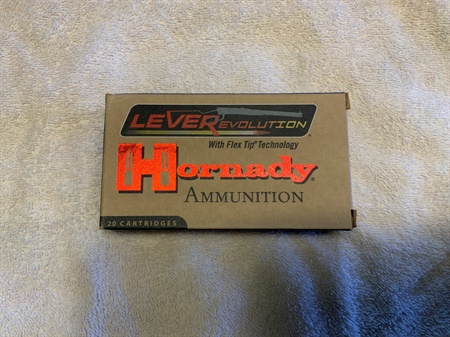 LEVEREVOLUTION®
With Flex Tip® Technology
Hornady®
AMMUNITION
20 CARTRIDGES